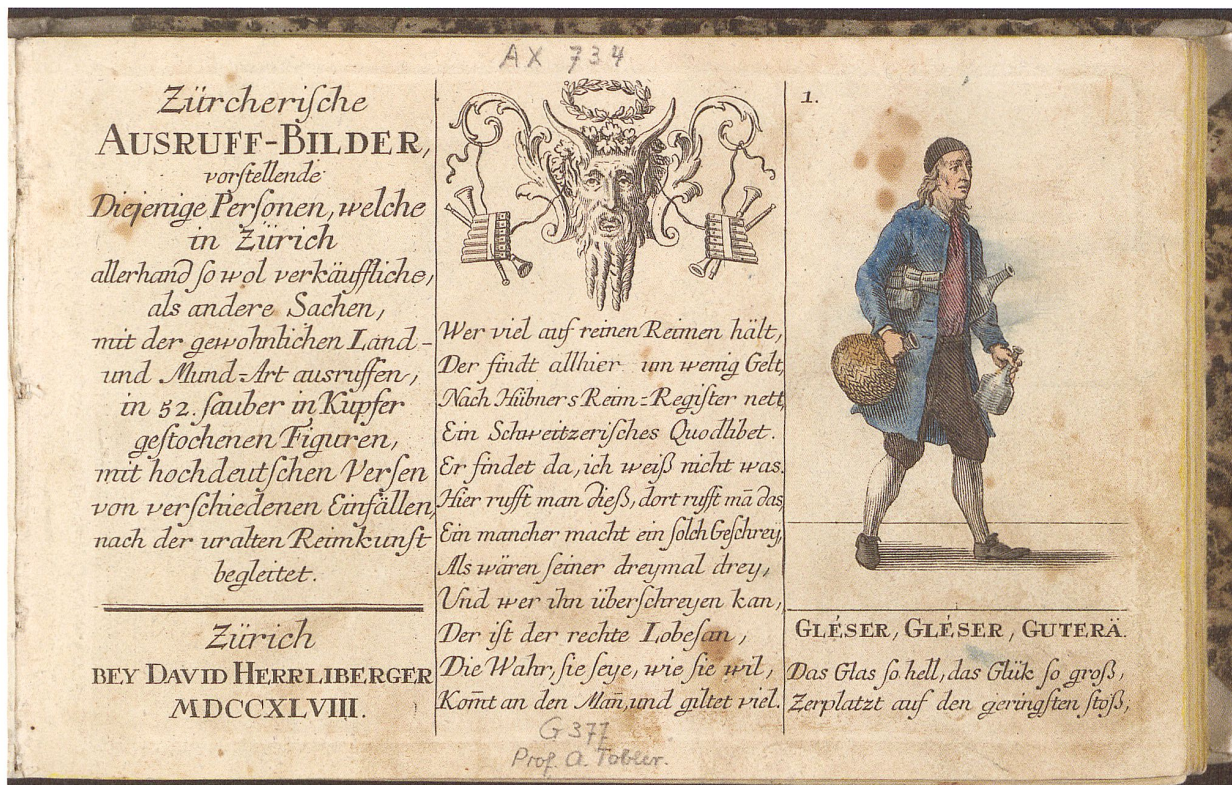 AX 734
Zürcherische
AUSRUFF-BILDER,
vorstellende
Diejenige Personen, welche
in Zürich
allerhand so wol verkäuffliche,
als andere Sachen,
mit der gewohnlichen Land-
und Mund-Art ausruffen,
in 52. sauber in Kupfer
gestochenen Figuren,
mit hochdeutschen Versen
von verschiedenen Einfällen,
nach der uralten Reimkunst
begleitet.
Zürich
BEY DAVID HERRLIBERGER
MDCCXLVIII.
Wer viel auf reinen Reimen hält,
Der findt allhier um wenig Gelt,
Nach Hübners Reim-Register nett,
Ein Schweitzerisches Quodlibet.
Er findet da, ich weiß nicht was.
Hier rufft man dieß, dort rufft mā das,
Ein mancher macht ein solch Geschrey,
Als wären seiner dreymal drey,
Und wer ihn überschreyen kan,
Der ist der rechte Lobesan,
Die Wahr, sie seye, wie sie wil,
Kom̄t an den Man̄, und giltet viel.
G 377
Prof. A. Tobler.
1.
GLÉSER, GLÉSER, GUTERÄ.
Das Glas so hell, das Glük so groß,
Zerplatzt auf den geringsten stoß,